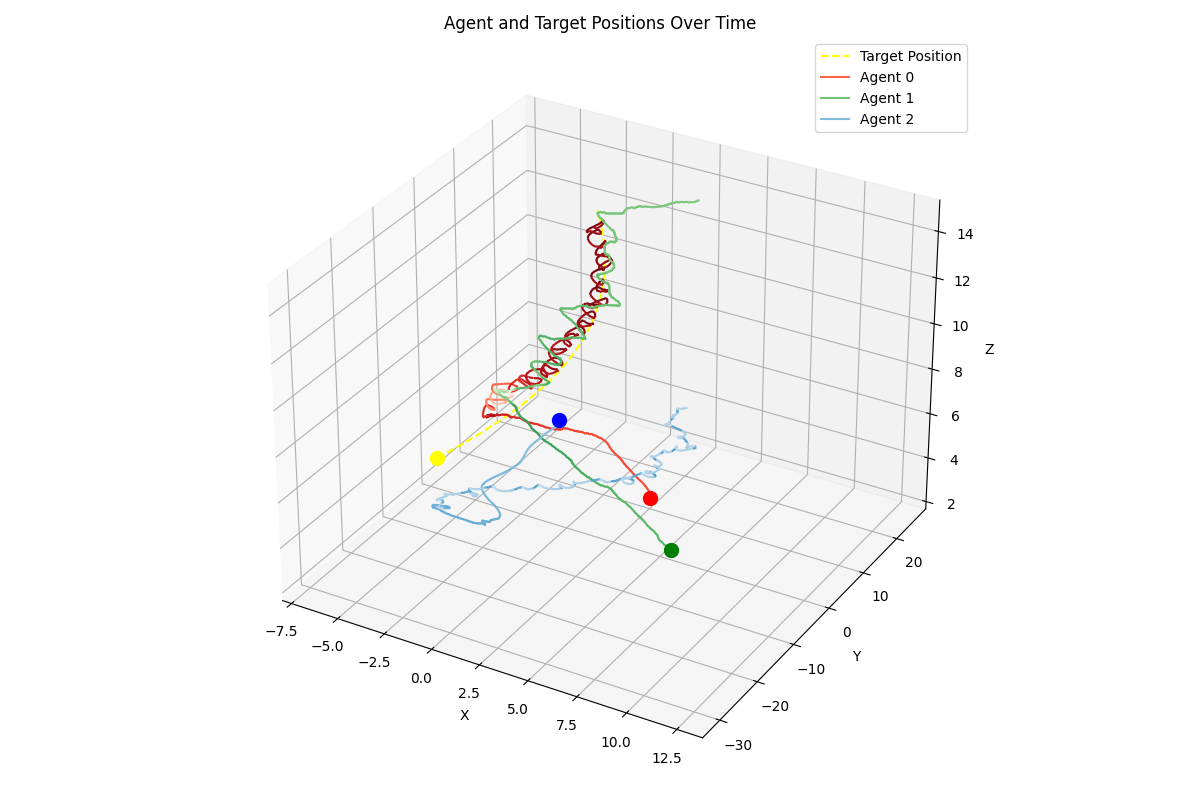 Agent and Target Positions Over Time
Target Position
Agent 0
Agent 1
Agent 2
14
12
10
8
6
4
2
Z
20
10
0
−10
−20
−30
Y
−7.5
−5.0
−2.5
0.0
2.5
5.0
7.5
10.0
12.5
X